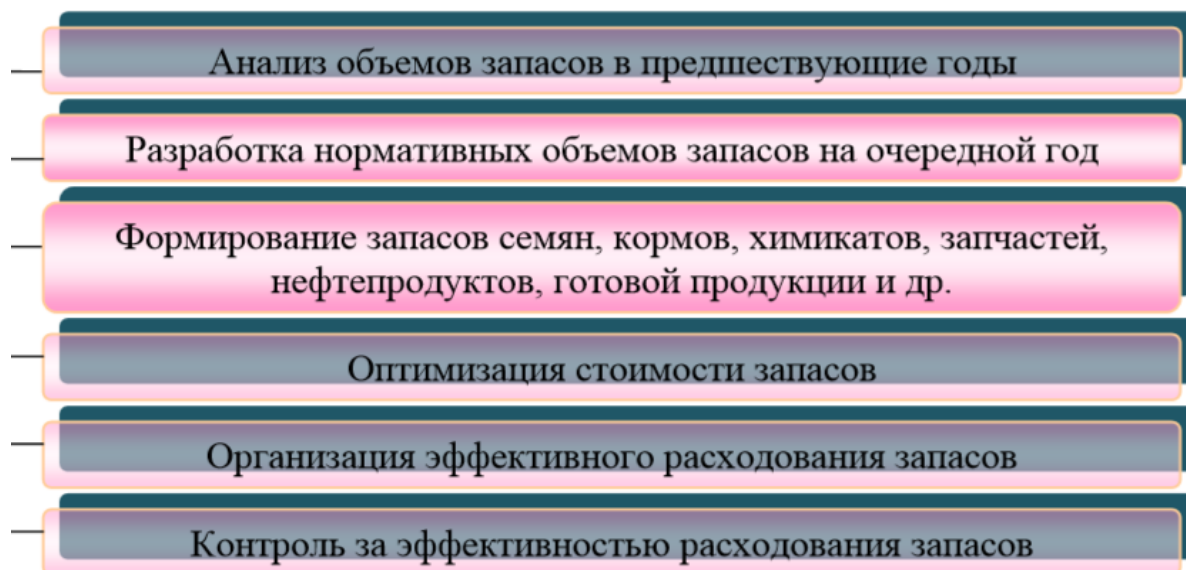 Анализ объемов запасов в предшествующие годы
Разработка нормативных объемов запасов на очередной год
Формирование запасов семян, кормов, химикатов, запчастей,
нефтепродуктов, готовой продукции и др.
Оптимизация стоимости запасов
Организация эффективного расходования запасов
Контроль за эффективностью расходования запасов